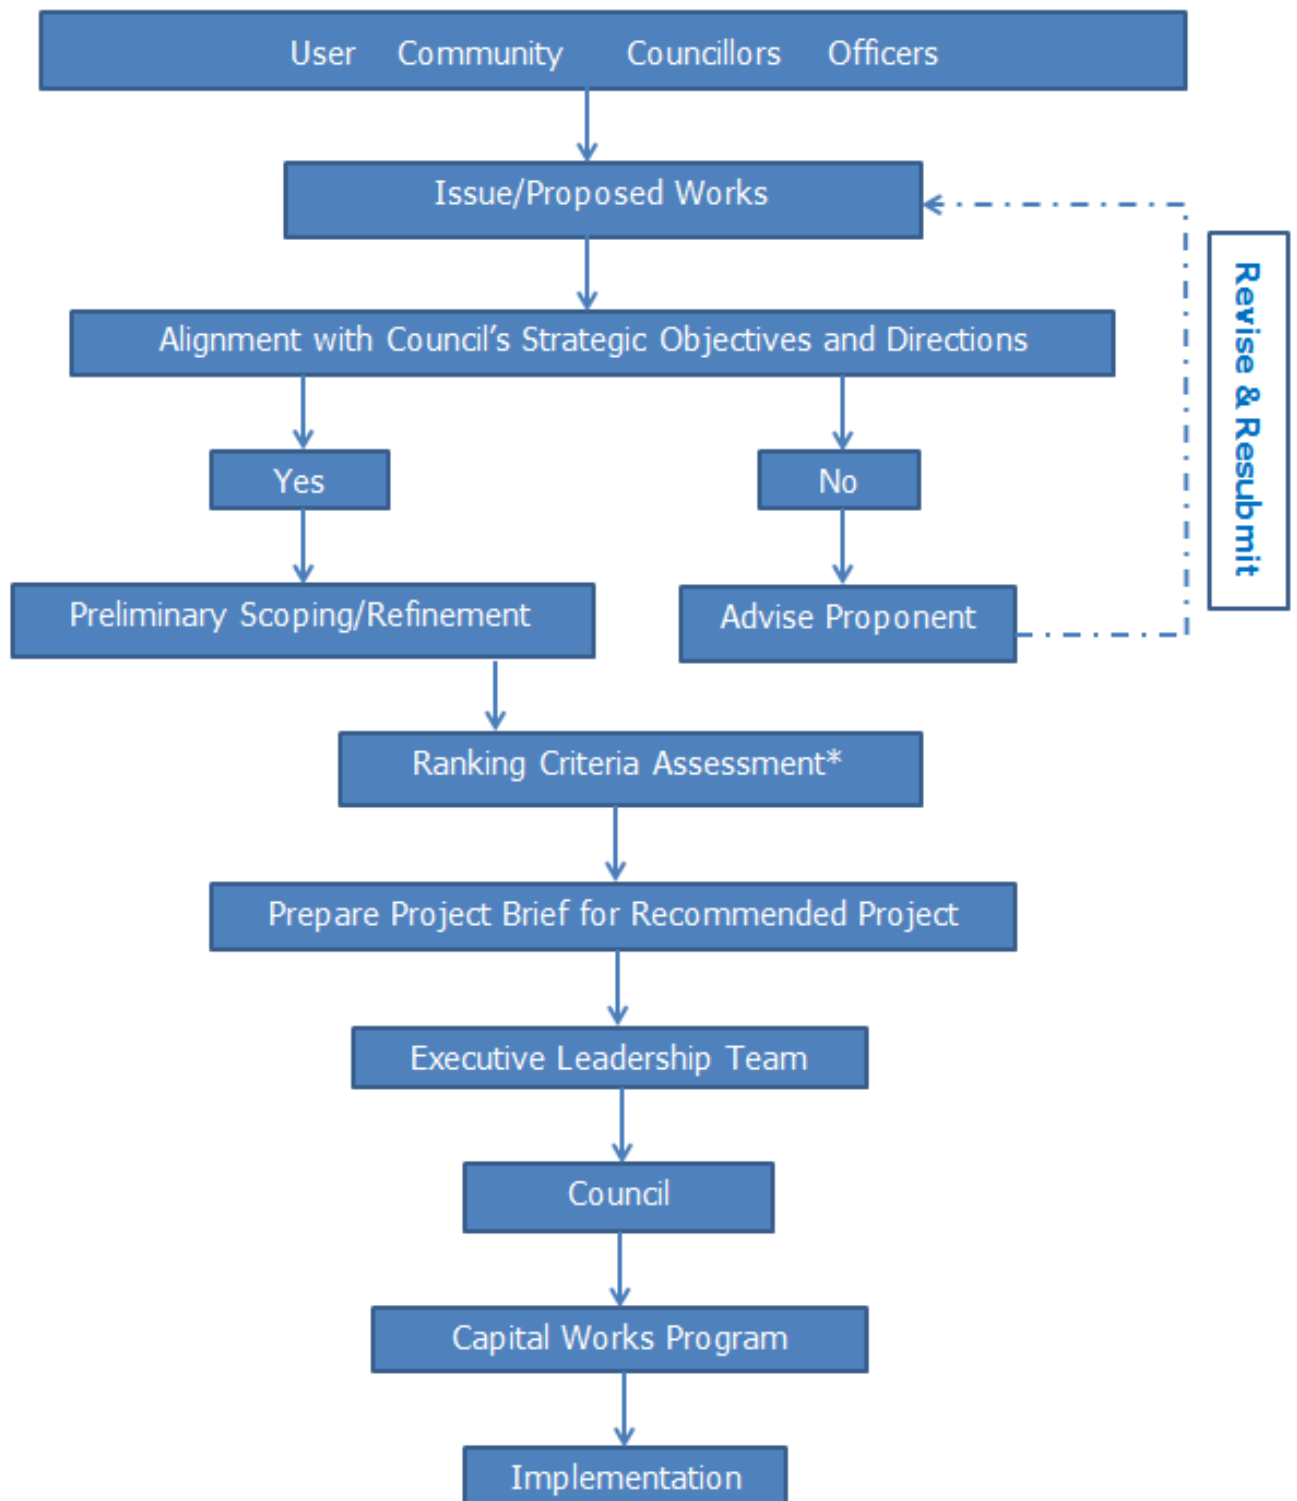 User Community Councillors Officers
Issue/Proposed Works
Alignment with Council’s Strategic Objectives and Directions
Yes
No
Revise & Resubmit
Preliminary Scoping/Refinement
Advise Proponent
Ranking Criteria Assessment*
Prepare Project Brief for Recommended Project
Executive Leadership Team
Council
Capital Works Program
Implementation